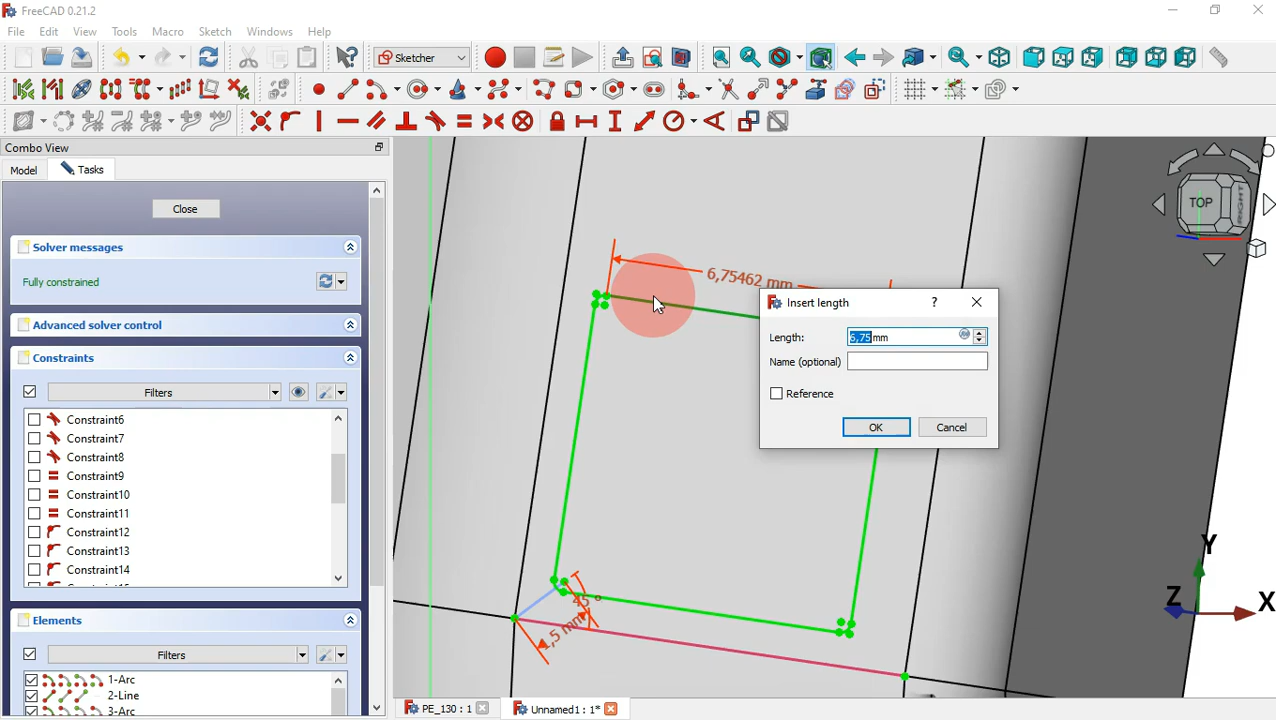 FreeCAD 0.21.2
File Edit View Tools Macro Sketch Windows Help
Sketcher
Combo View
Model Tasks
Close
Solver messages
Fully constrained
Advanced solver control
Constraints
Filters
Constraint6
Constraint7
Constraint8
Constraint9
Constraint10
Constraint11
Constraint12
Constraint13
Constraint14
Elements
Filters
1-Arc
2-Line
3-Arc
6,75462 mm
Insert length
?
Length: 6,75 mm
Name (optional)
Reference
OK Cancel
45 °
1,5 mm
TOP
RIGHT
Y
Z X
PE_130 : 1 Unnamed1 : 1*